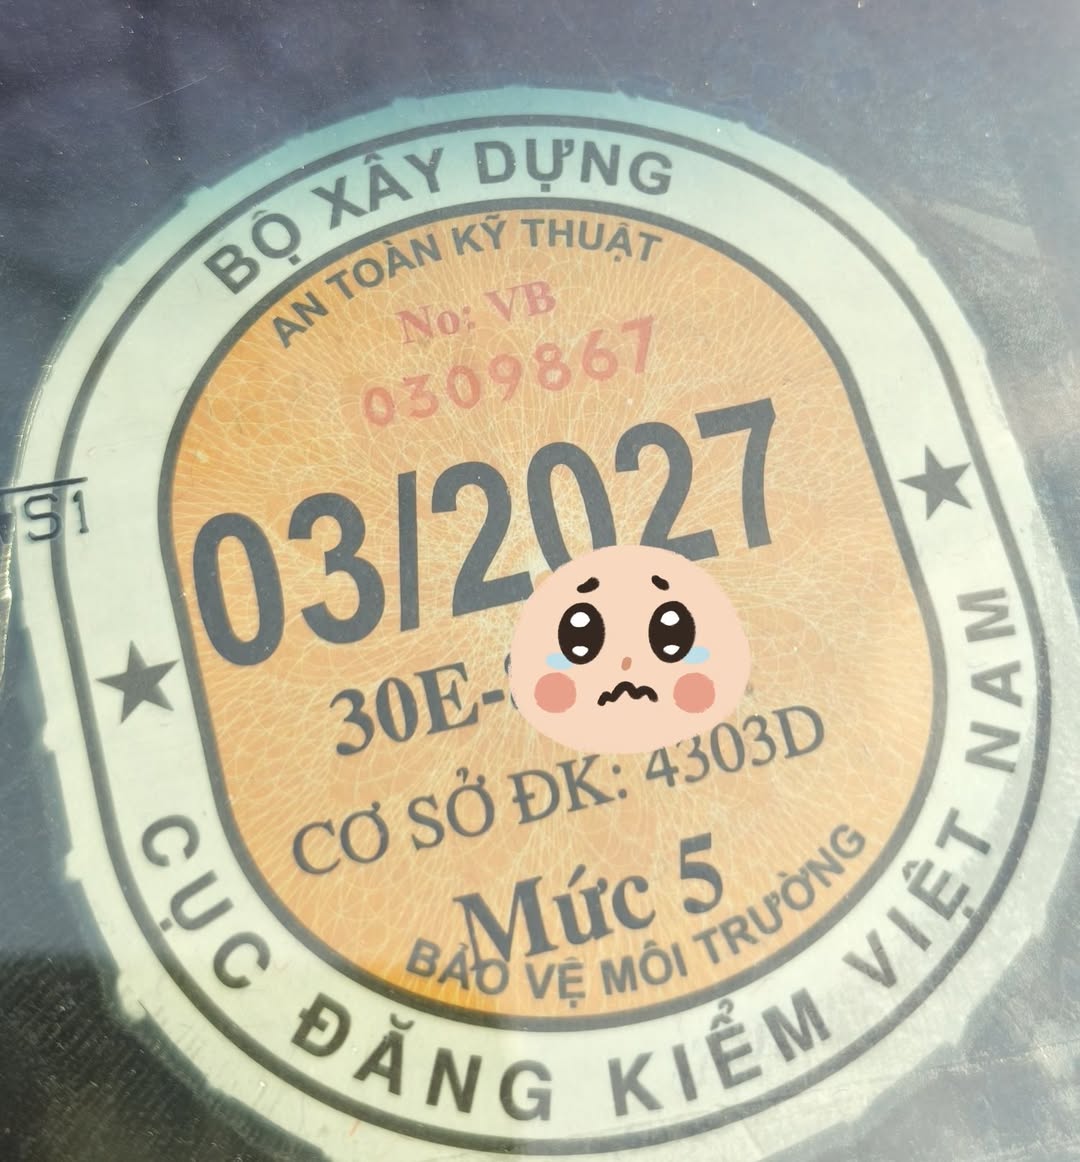 BỘ XÂY DỰNG
AN TOÀN KỸ THUẬT
No: VB
0309867
03/2027
S1
30E-
CƠ SỞ ĐK: 4303D
Mức 5
BẢO VỆ MÔI TRƯỜNG
CỤC ĐĂNG KIỂM VIỆT NAM